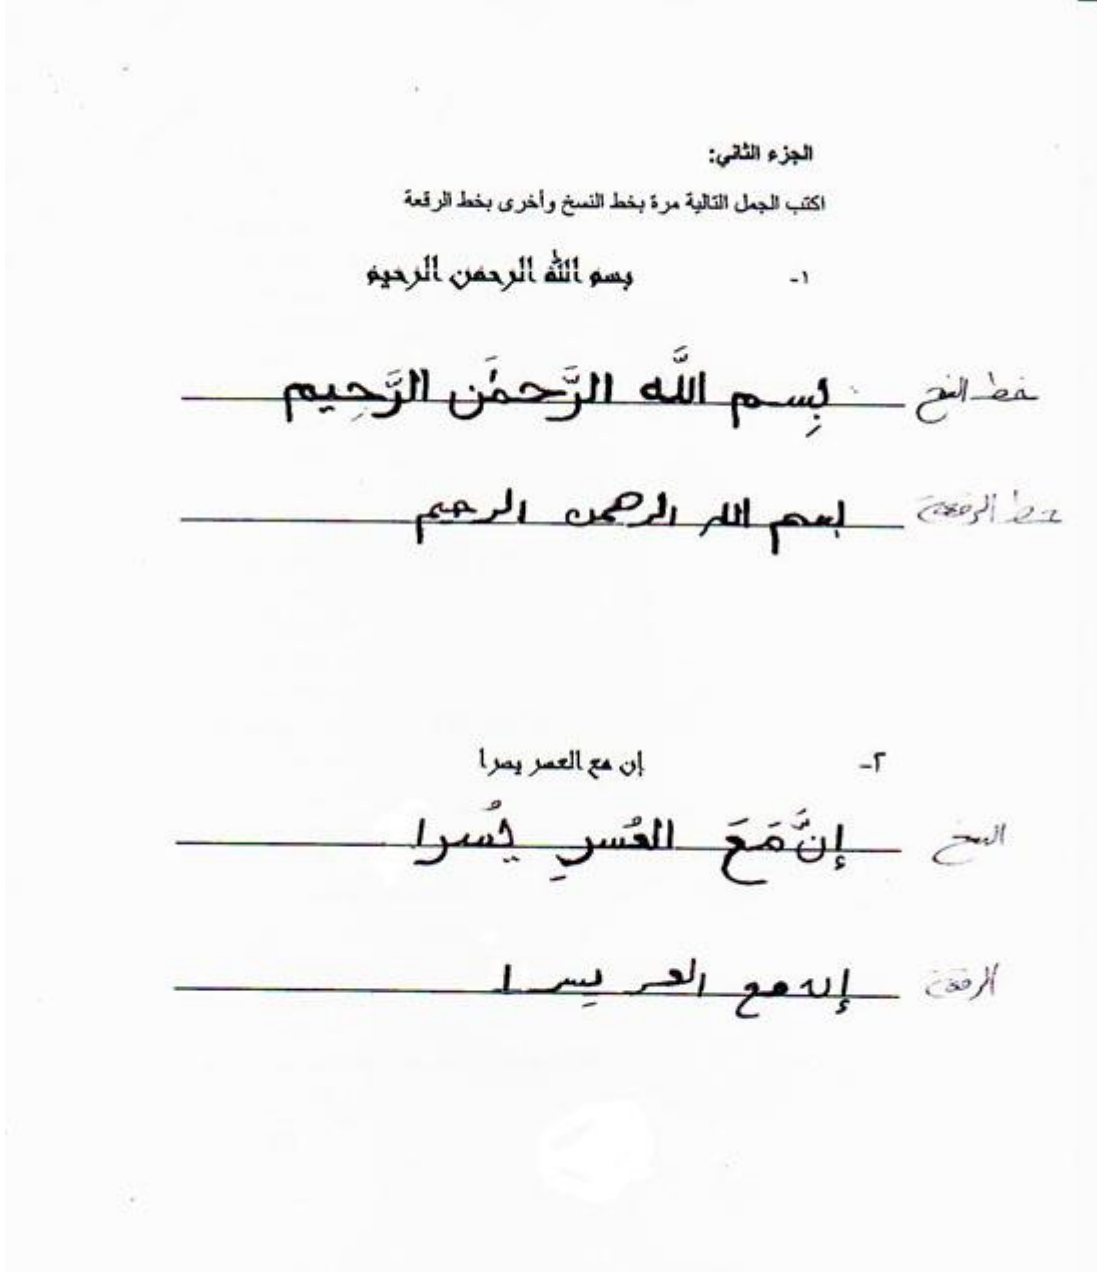 الجزء الثاني:
اكتب الجمل التالية مرة بخط النسخ وأخرى بخط الرقعة
١- بسم الله الرحمن الرحيم
خط النسخ بِسم اللَّه الرَّحمَٰن الرَّحِيم
خط الرقعة بسم الله الرحمن الرحيم
٢- إن مع العسر يسرا
النسخ إنَّ مَعَ العُسرِ يُسرا
الرقعة إن مع العسر يسرا